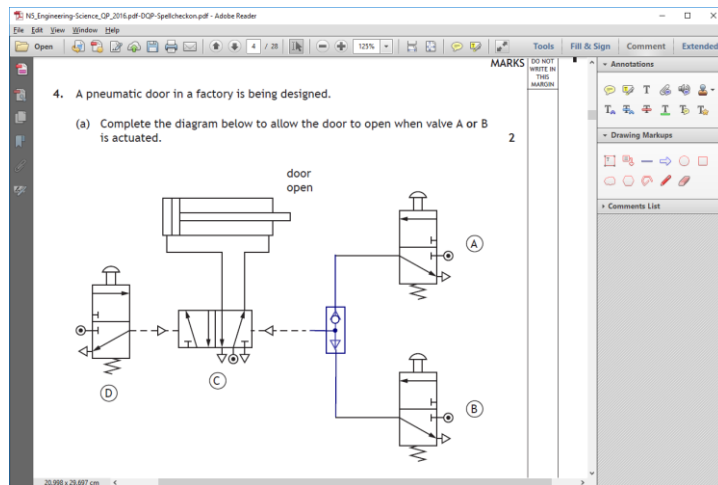 N5_Engineering-Science_QP_2016.pdf-DQP-Spellcheckon.pdf - Adobe Reader
File Edit View Window Help
Open 4 / 28 125% Tools Fill & Sign Comment Extended
MARKS
DO NOT
WRITE IN
THIS
MARGIN
4. A pneumatic door in a factory is being designed.
(a) Complete the diagram below to allow the door to open when valve A or B
is actuated. 2
door
open
A
B
C
D
Annotations
Drawing Markups
Comments List
20.998 x 29.697 cm